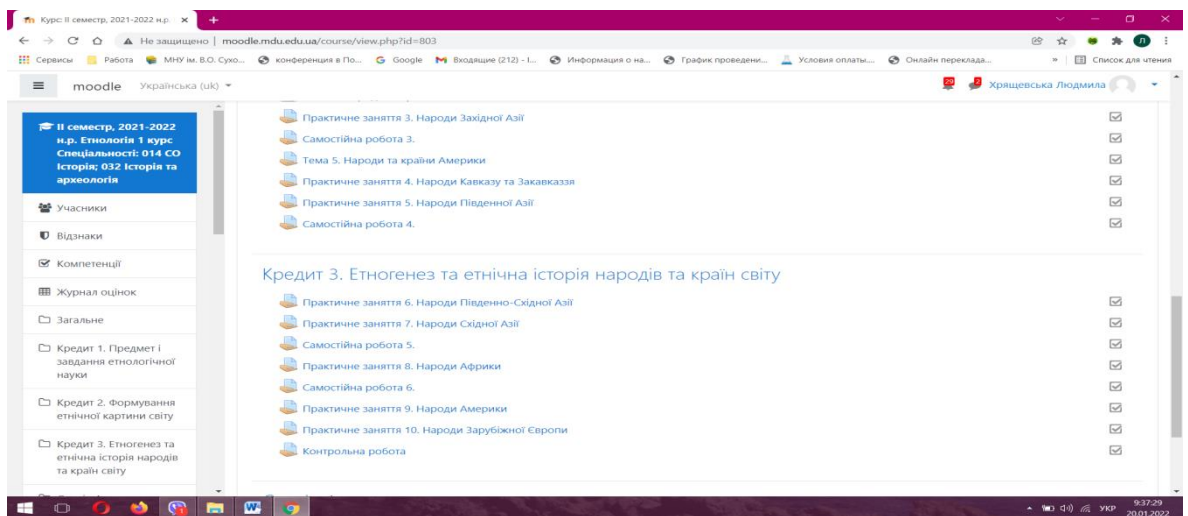 Курс: II семестр, 2021-2022 н.р.
Не защищено | moodle.mdu.edu.ua/course/view.php?id=803
Л
Сервисы Работа МНУ ім. В.О. Сухо... конференция в По... Google Входящие (212) - l... Информация о на... График проведени... Условия оплаты.... Онлайн переклада... » Список для чтения
moodle Українська (uk) 29 2 Хрящевська Людмила
II семестр, 2021-2022
н.р. Етнологія 1 курс
Спеціальності: 014 СО
Історія; 032 Історія та
археологія
Учасники
Відзнаки
Компетенції
Журнал оцінок
Загальне
Кредит 1. Предмет і
завдання етнологічної
науки
Кредит 2. Формування
етнічної картини світу
Кредит 3. Етногенез та
етнічна історія народів
та країн світу
Практичне заняття 3. Народи Західної Азії
Самостійна робота 3.
Тема 5. Народи та країни Америки
Практичне заняття 4. Народи Кавказу та Закавказзя
Практичне заняття 5. Народи Південної Азії
Самостійна робота 4.
Кредит 3. Етногенез та етнічна історія народів та країн світу
Практичне заняття 6. Народи Південно-Східної Азії
Практичне заняття 7. Народи Східної Азії
Самостійна робота 5.
Практичне заняття 8. Народи Африки
Самостійна робота 6.
Практичне заняття 9. Народи Америки
Практичне заняття 10. Народи Зарубіжної Європи
Контрольна робота
УКР
9:37:29
20.01.2022